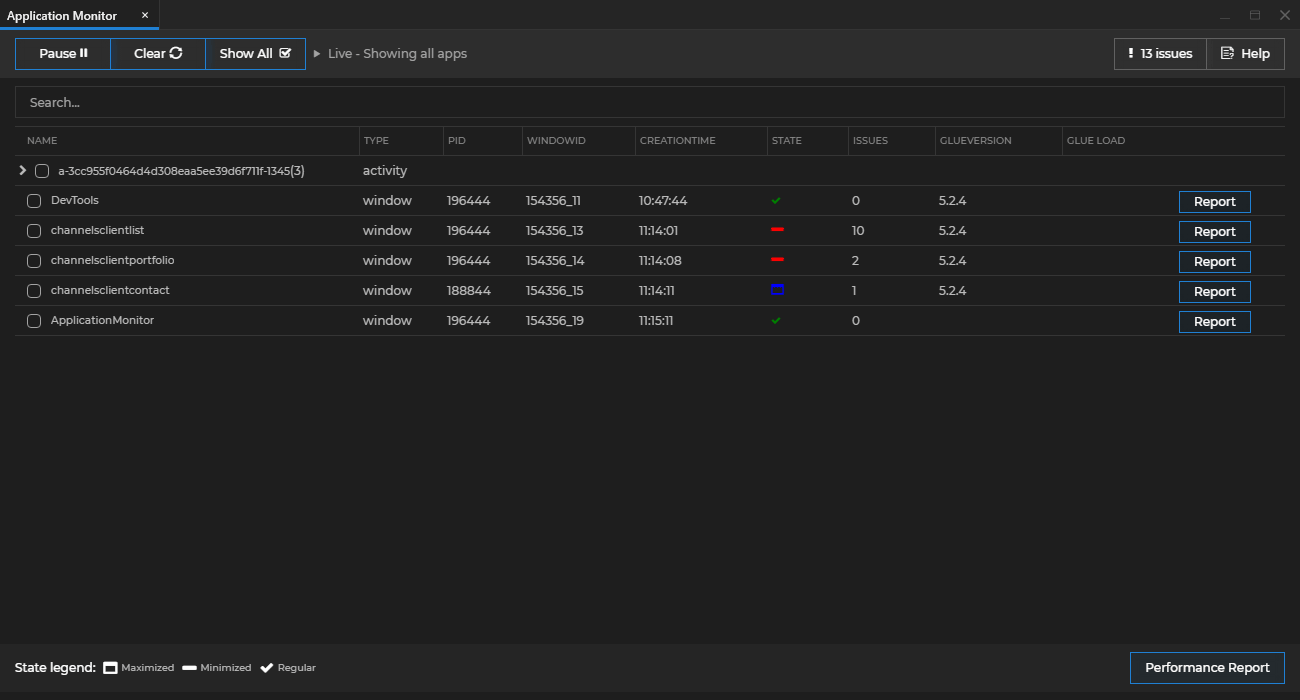 Application Monitor ×
Pause Clear Show All Live - Showing all apps 13 issues Help
Search...
NAME TYPE PID WINDOWID CREATIONTIME STATE ISSUES GLUEVERSION GLUE LOAD
a-3cc955f0464d4d308eaa5ee39d6f711f-1345(3) activity
DevTools window 196444 154356_11 10:47:44 0 5.2.4 Report
channelsclientlist window 196444 154356_13 11:14:01 10 5.2.4 Report
channelsclientportfolio window 196444 154356_14 11:14:08 2 5.2.4 Report
channelsclientcontact window 188844 154356_15 11:14:11 1 5.2.4 Report
ApplicationMonitor window 196444 154356_19 11:15:11 0 Report
State legend: Maximized Minimized Regular Performance Report